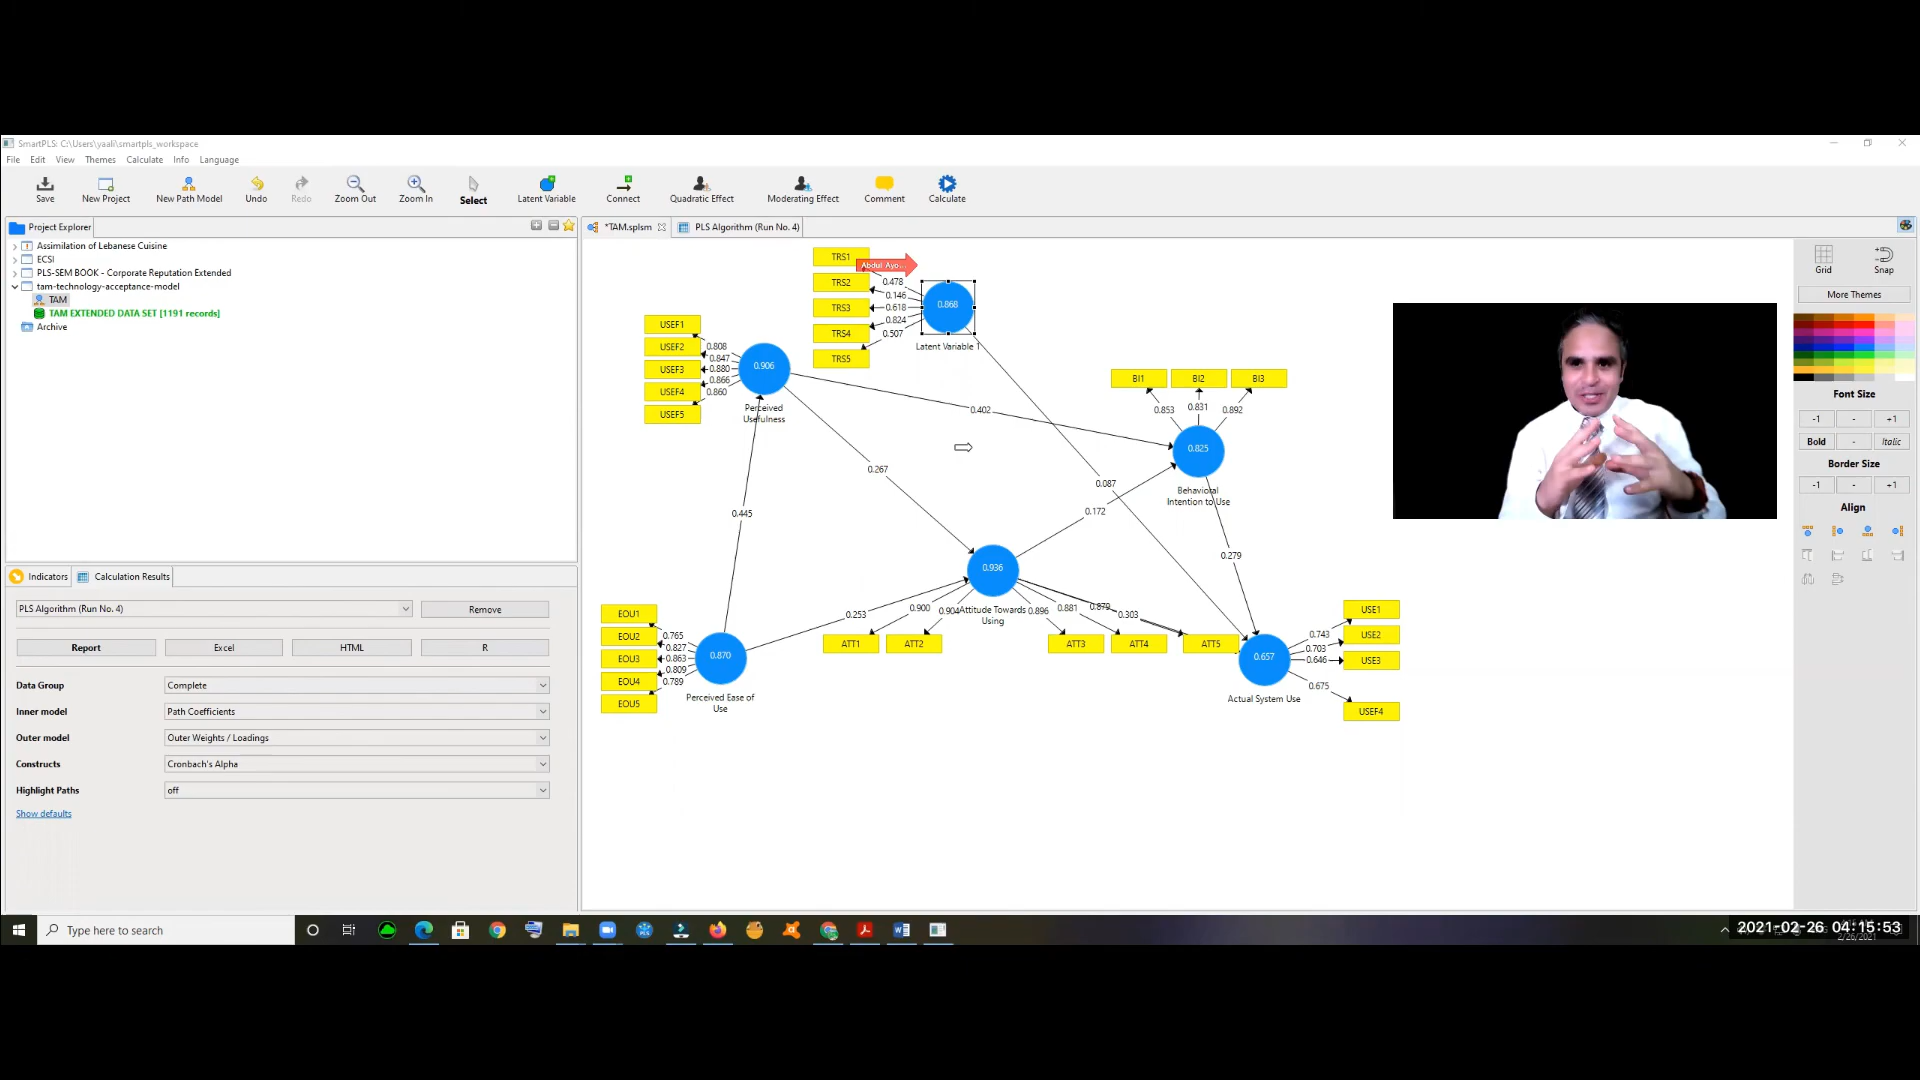 SmartPLS: C:\Users\yaali\smartpls_workspace
File Edit View Themes Calculate Info Language
Save New Project New Path Model Undo Redo Zoom Out Zoom In Select Latent Variable Connect Quadratic Effect Moderating Effect Comment Calculate
Project Explorer
Assimilation of Lebanese Cuisine
ECSI
PLS-SEM BOOK - Corporate Reputation Extended
tam-technology-acceptance-model
TAM
TAM EXTENDED DATA SET [1191 records]
Archive
Indicators Calculation Results
PLS Algorithm (Run No. 4) Remove
Report Excel HTML R
Data Group Complete
Inner model Path Coefficients
Outer model Outer Weights / Loadings
Constructs Cronbach's Alpha
Highlight Paths off
Show defaults
*TAM.splsm PLS Algorithm (Run No. 4)
TRS1
Abdul Ayo...
TRS2
TRS3
TRS4
TRS5
0.478
0.146
0.618
0.824
0.507
0.868
Latent Variable 1
USEF1
USEF2
USEF3
USEF4
USEF5
0.808
0.847
0.880
0.866
0.860
0.906
Perceived
Usefulness
0.402
0.267
0.445
0.087
0.172
0.279
BI1 BI2 BI3
0.853 0.831 0.892
0.825
Behavioral
Intention to Use
0.936
Attitude Towards
Using
0.253
0.900
0.904
0.896
0.881
0.879
0.303
ATT1 ATT2 ATT3 ATT4 ATT5
EOU1
EOU2
EOU3
EOU4
EOU5
0.765
0.827
0.863
0.809
0.789
0.870
Perceived Ease of
Use
0.657
Actual System Use
0.743
0.703
0.646
0.675
USE1
USE2
USE3
USEF4
Grid Snap
More Themes
Font Size
-1 - +1
Bold - Italic
Border Size
-1 - +1
Align
Type here to search
2021-02-26 04:15:53